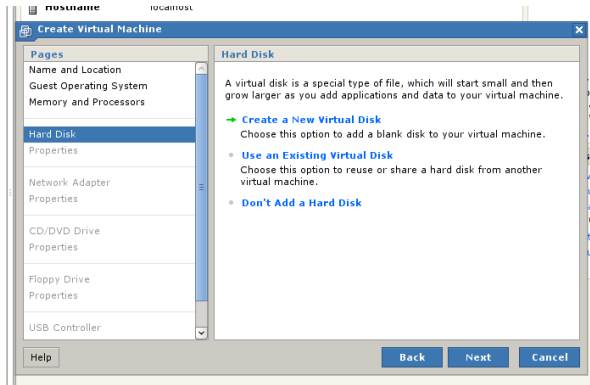 Hostname localhost
Create Virtual Machine
Pages
Name and Location
Guest Operating System
Memory and Processors
Hard Disk
Properties
Network Adapter
Properties
CD/DVD Drive
Properties
Floppy Drive
Properties
USB Controller
Hard Disk
A virtual disk is a special type of file, which will start small and then
grow larger as you add applications and data to your virtual machine.
Create a New Virtual Disk
Choose this option to add a blank disk to your virtual machine.
Use an Existing Virtual Disk
Choose this option to reuse or share a hard disk from another
virtual machine.
Don't Add a Hard Disk
Help
Back Next Cancel